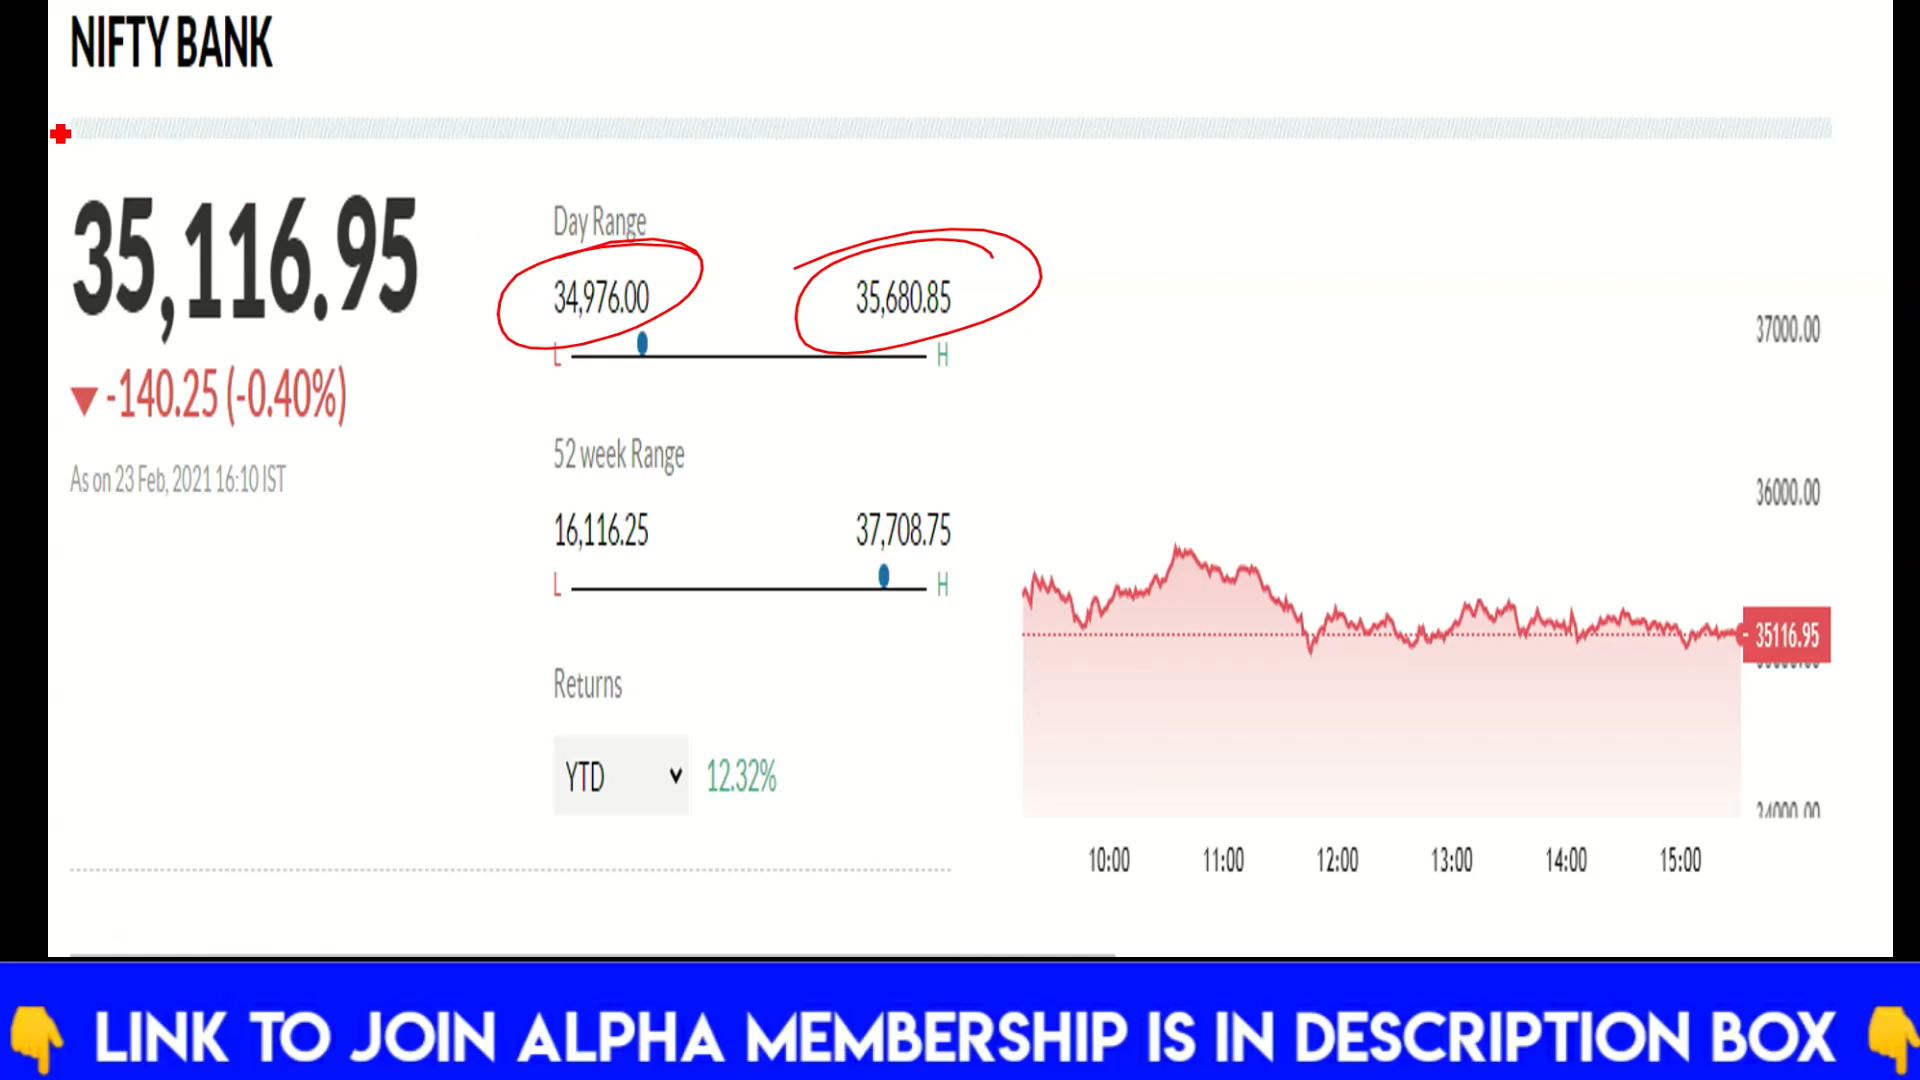 NIFTY BANK
35,116.95
-140.25 (-0.40%)
As on 23 Feb, 2021 16:10 IST
Day Range
34,976.00 35,680.85
L H
52 week Range
16,116.25 37,708.75
L H
Returns
YTD 12.32%
37000.00
36000.00
35116.95
34000.00
10:00 11:00 12:00 13:00 14:00 15:00
LINK TO JOIN ALPHA MEMBERSHIP IS IN DESCRIPTION BOX